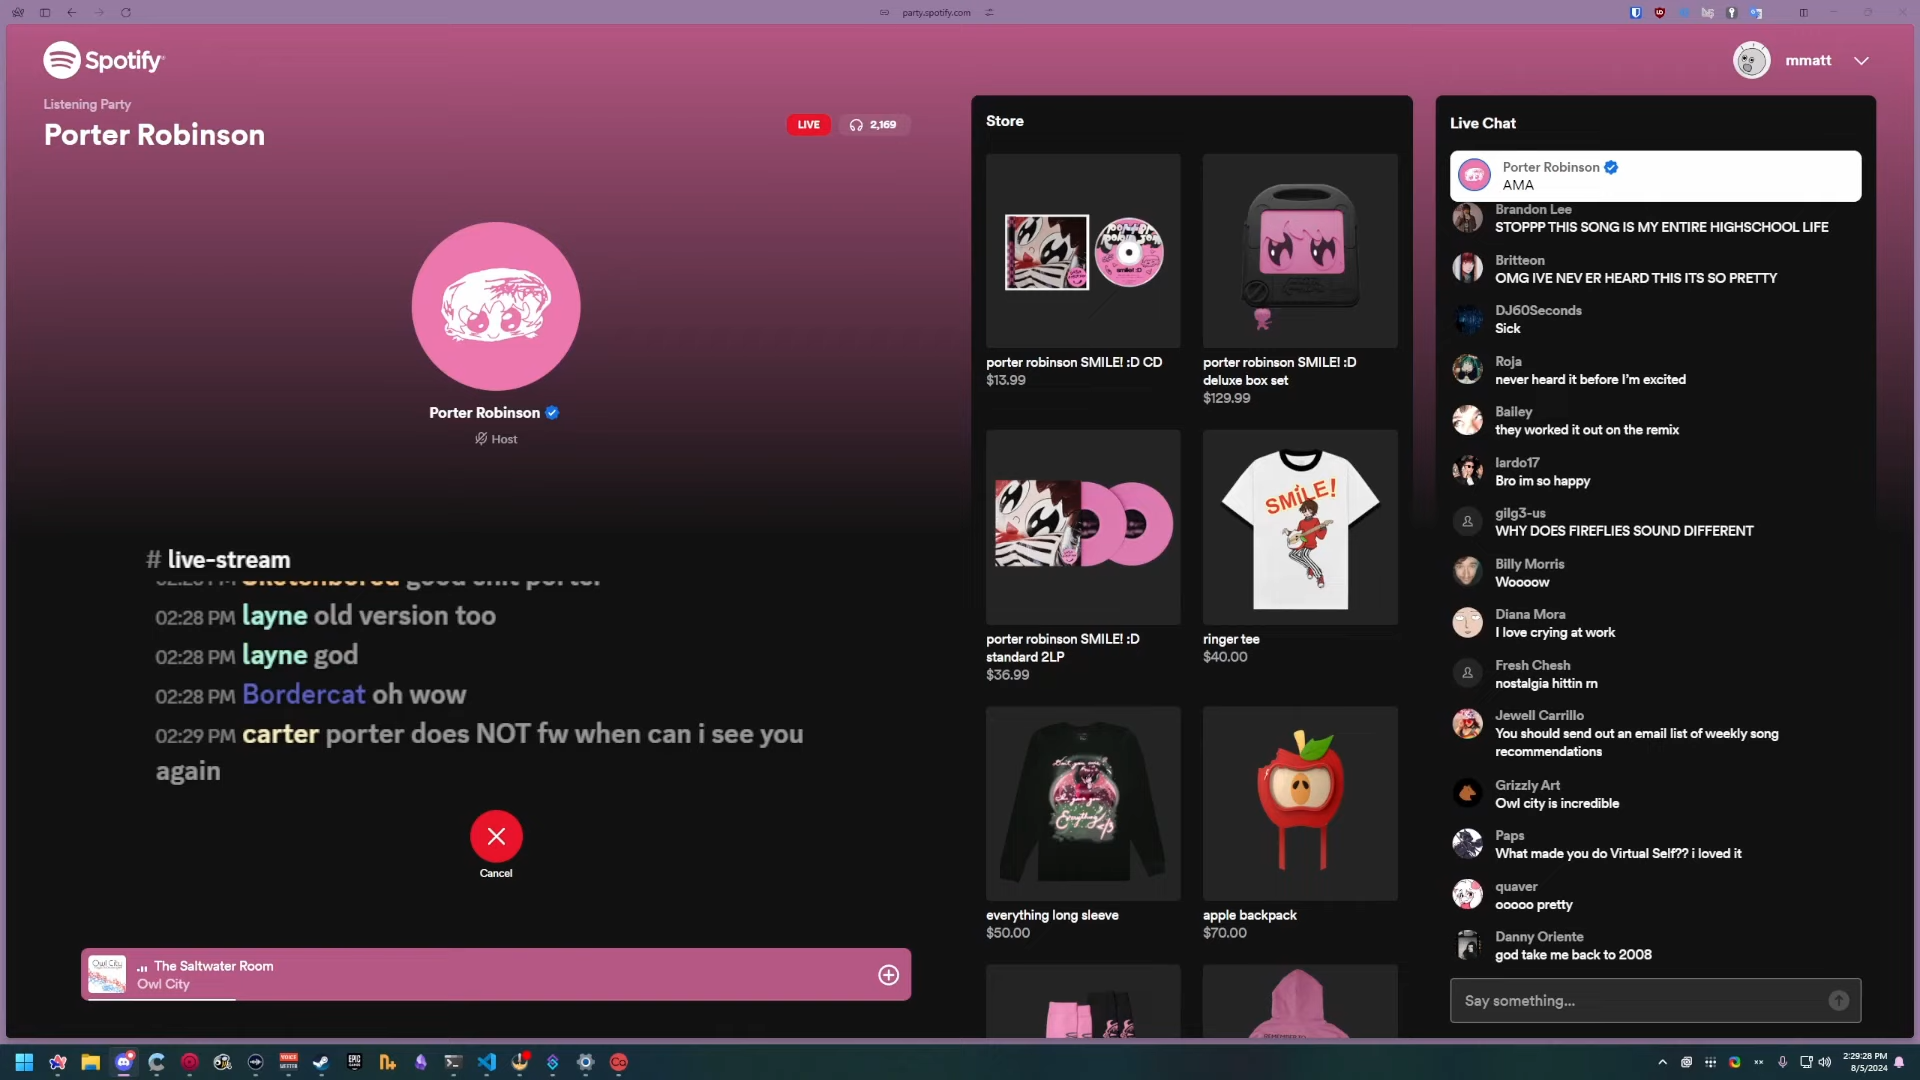 party.spotify.com
Spotify
mmatt
Listening Party
Porter Robinson
LIVE
2,169
Porter Robinson
Host
# live-stream
Sketchbored good shit porter
02:28 PM layne old version too
02:28 PM layne god
02:28 PM Bordercat oh wow
02:29 PM carter porter does NOT fw when can i see you
again
Cancel
The Saltwater Room
Owl City
Store
porter robinson SMILE! :D CD
$13.99
porter robinson SMILE! :D
deluxe box set
$129.99
SMiLE!
porter robinson SMILE! :D
standard 2LP
$36.99
ringer tee
$40.00
everything long sleeve
$50.00
apple backpack
$70.00
Live Chat
Porter Robinson
AMA
Brandon Lee
STOPPP THIS SONG IS MY ENTIRE HIGHSCHOOL LIFE
Britteon
OMG IVE NEV ER HEARD THIS ITS SO PRETTY
DJ60Seconds
Sick
Roja
never heard it before I'm excited
Bailey
they worked it out on the remix
lardo17
Bro im so happy
gilg3-us
WHY DOES FIREFLIES SOUND DIFFERENT
Billy Morris
Woooow
Diana Mora
I love crying at work
Fresh Chesh
nostalgia hittin rn
Jewell Carrillo
You should send out an email list of weekly song
recommendations
Grizzly Art
Owl city is incredible
Paps
What made you do Virtual Self?? i loved it
quaver
ooooo pretty
Danny Oriente
god take me back to 2008
Say something...
2:29:28 PM
8/5/2024